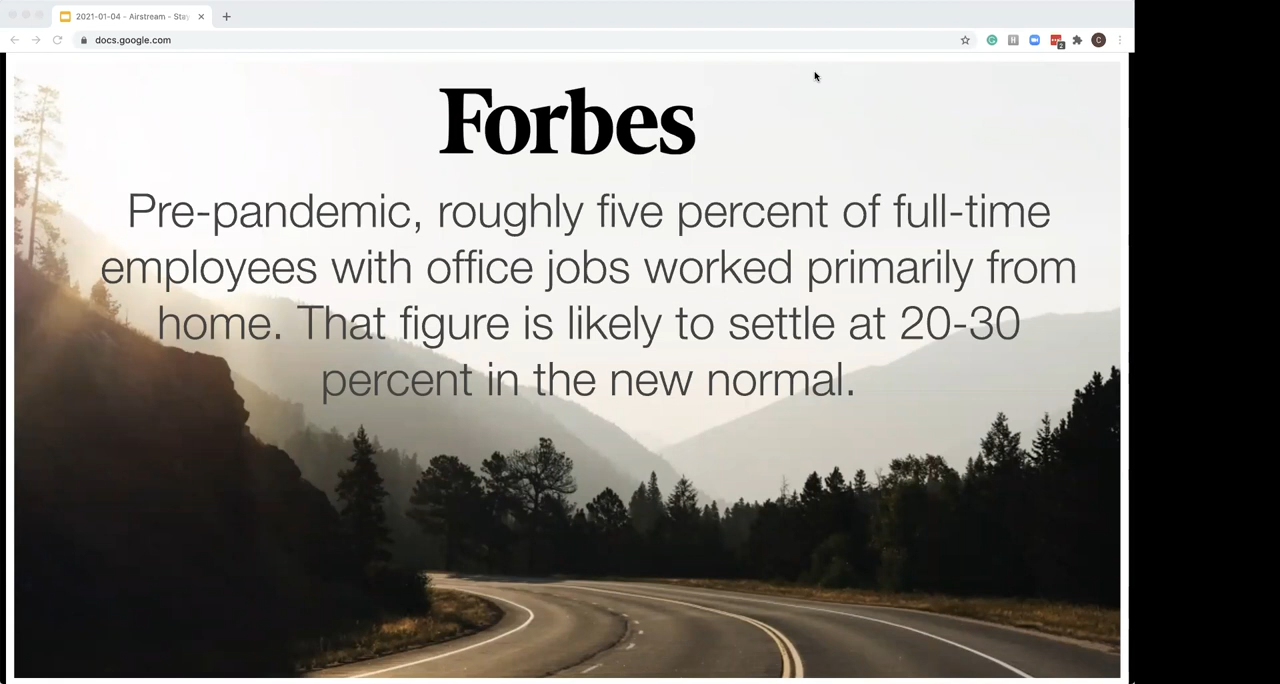 2021-01-04 - Airstream - Sta
docs.google.com
H
2
C
Forbes
Pre-pandemic, roughly five percent of full-time
employees with office jobs worked primarily from
home. That figure is likely to settle at 20-30
percent in the new normal.